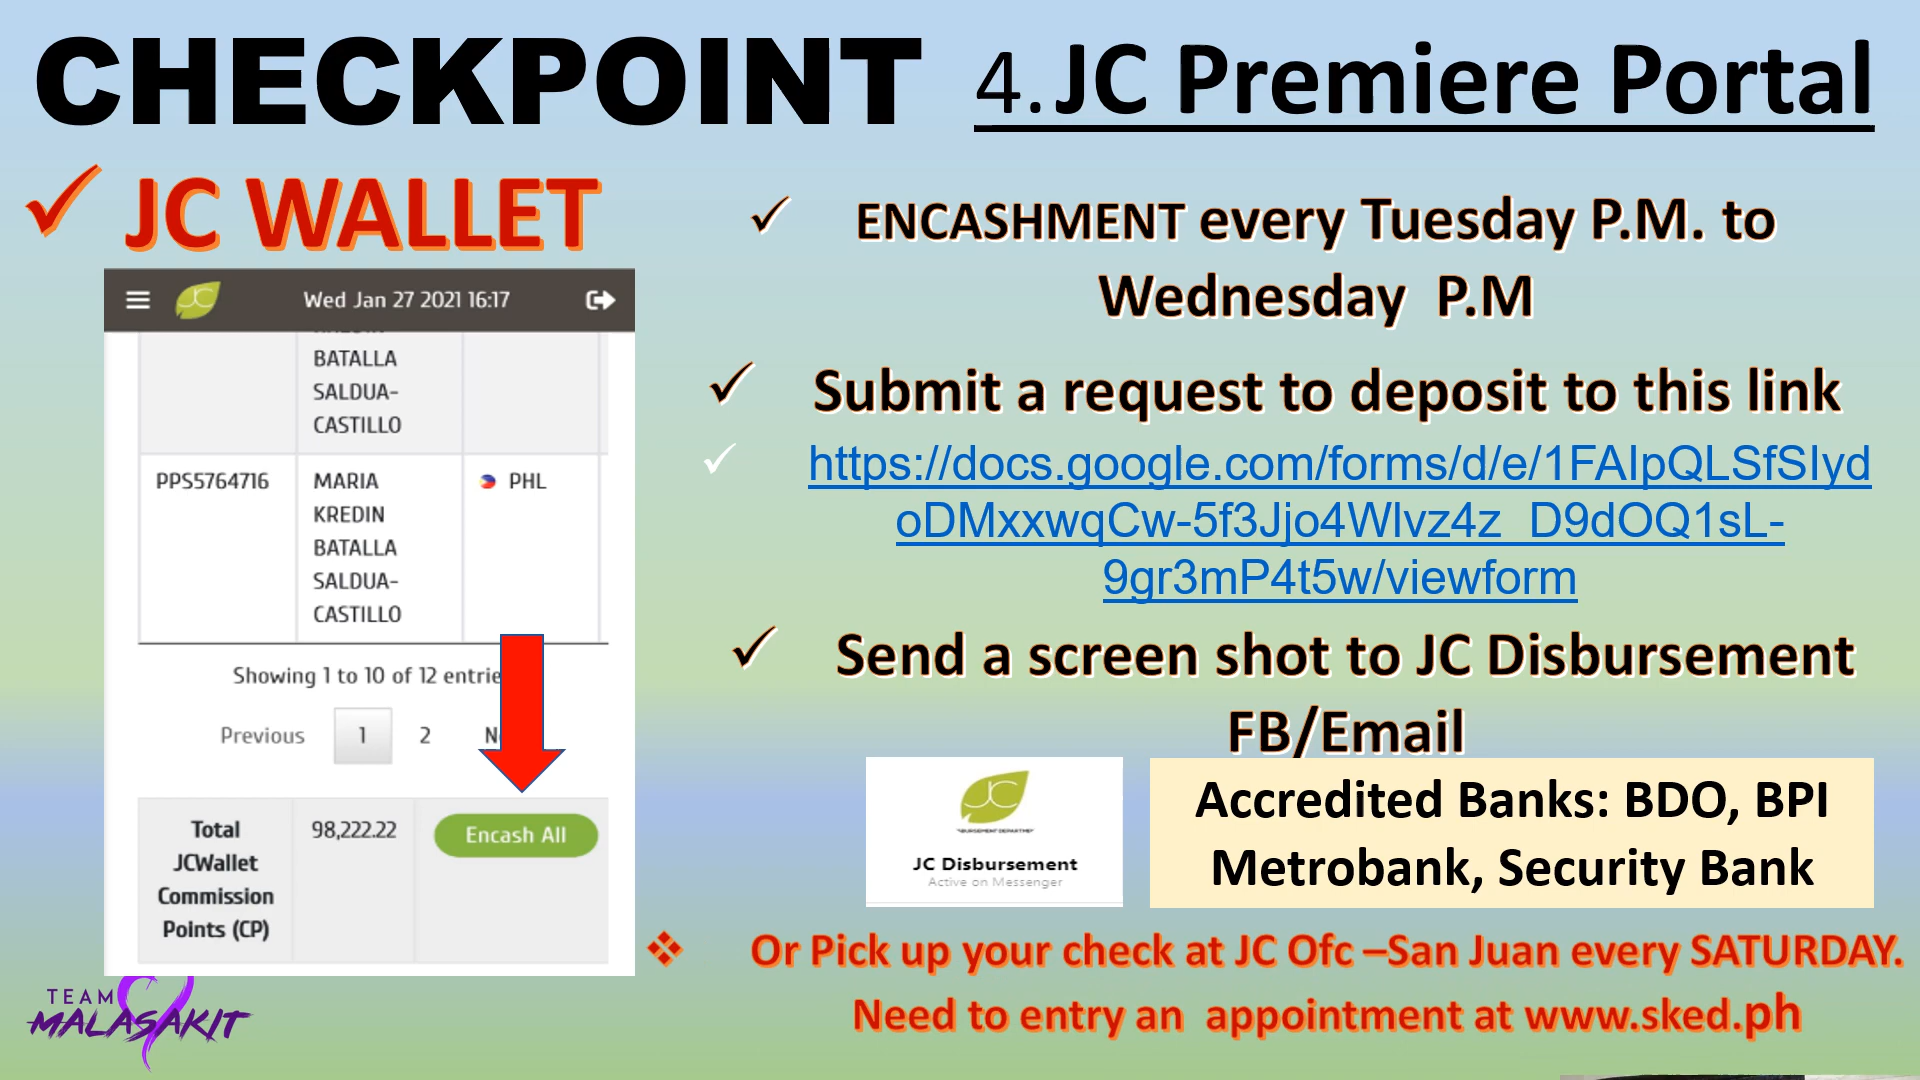 CHECKPOINT
4. JC Premiere Portal
JC WALLET
Wed Jan 27 2021 16:17
BATALLA
SALDUA-
CASTILLO
PPS5764716
MARIA
KREDIN
BATALLA
SALDUA-
CASTILLO
PHL
Showing 1 to 10 of 12 entrie
Previous 1 2
Total
JCWallet
Commission
Points (CP)
98,222.22
Encash All
TEAM
MALASAKIT
ENCASHMENT every Tuesday P.M. to
Wednesday P.M
Submit a request to deposit to this link
https://docs.google.com/forms/d/e/1FAIpQLSfSIyd
oDMxxwqCw-5f3Jjo4Wlvz4z_D9dOQ1sL-
9gr3mP4t5w/viewform
Send a screen shot to JC Disbursement
FB/Email
JC
JC Disbursement
Active on Messenger
Accredited Banks: BDO, BPI
Metrobank, Security Bank
Or Pick up your check at JC Ofc –San Juan every SATURDAY.
Need to entry an appointment at www.sked.ph